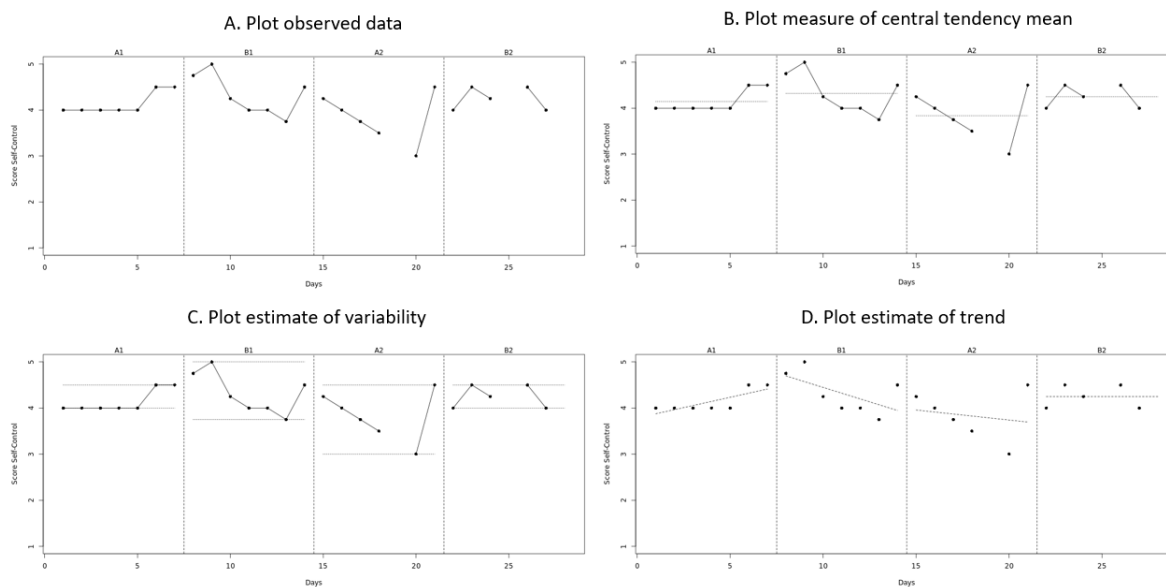 A. Plot observed data
A1 B1 A2 B2
5
4
3
2
1
Score Self-Control
0 5 10 15 20 25
Days
B. Plot measure of central tendency mean
A1 B1 A2 B2
5
4
3
2
1
Score Self-Control
0 5 10 15 20 25
Days
C. Plot estimate of variability
A1 B1 A2 B2
5
4
3
2
1
Score Self-Control
0 5 10 15 20 25
Days
D. Plot estimate of trend
A1 B1 A2 B2
5
4
3
2
1
Score Self-Control
0 5 10 15 20 25
Days